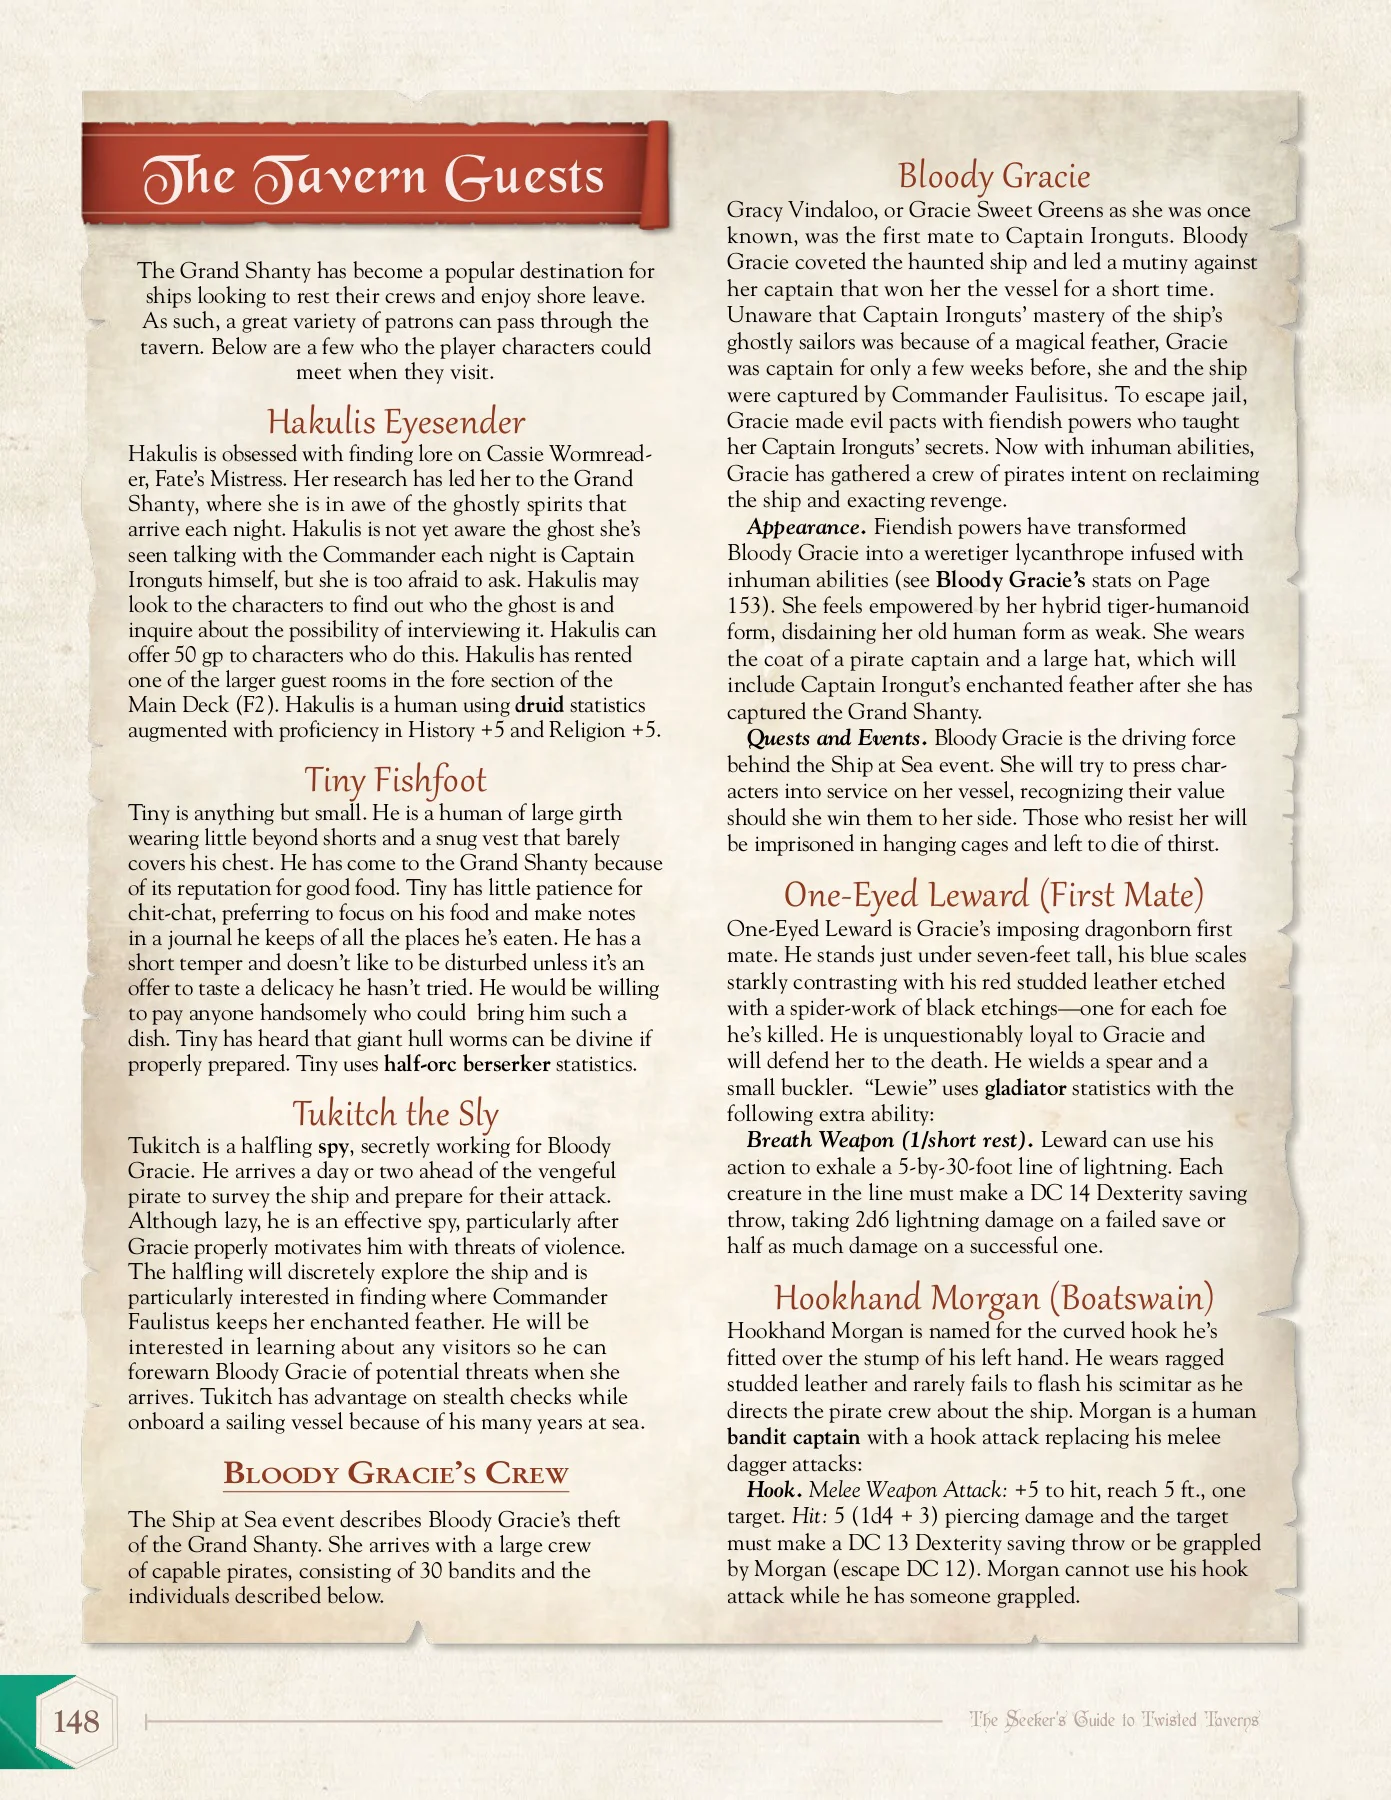 The Tavern Guests
The Grand Shanty has become a popular destination for
ships looking to rest their crews and enjoy shore leave.
As such, a great variety of patrons can pass through the
tavern. Below are a few who the player characters could
meet when they visit.
Hakulis Eyesender
Hakulis is obsessed with finding lore on Cassie Wormread-
er, Fate's Mistress. Her research has led her to the Grand
Shanty, where she is in awe of the ghostly spirits that
arrive each night. Hakulis is not yet aware the ghost she's
seen talking with the Commander each night is Captain
Ironguts himself, but she is too afraid to ask. Hakulis may
look to the characters to find out who the ghost is and
inquire about the possibility of interviewing it. Hakulis can
offer 50 gp to characters who do this. Hakulis has rented
one of the larger guest rooms in the fore section of the
Main Deck (F2). Hakulis is a human using druid statistics
augmented with proficiency in History +5 and Religion +5.
Tiny Fishfoot
Tiny is anything but small. He is a human of large girth
wearing little beyond shorts and a snug vest that barely
covers his chest. He has come to the Grand Shanty because
of its reputation for good food. Tiny has little patience for
chit-chat, preferring to focus on his food and make notes
in a journal he keeps of all the places he's eaten. He has a
short temper and doesn't like to be disturbed unless it's an
offer to taste a delicacy he hasn't tried. He would be willing
to pay anyone handsomely who could  bring him such a
dish. Tiny has heard that giant hull worms can be divine if
properly prepared. Tiny uses half-orc berserker statistics.
Tukitch the Sly
Tukitch is a halfling spy, secretly working for Bloody
Gracie. He arrives a day or two ahead of the vengeful
pirate to survey the ship and prepare for their attack.
Although lazy, he is an effective spy, particularly after
Gracie properly motivates him with threats of violence.
The halfling will discretely explore the ship and is
particularly interested in finding where Commander
Faulistus keeps her enchanted feather. He will be
interested in learning about any visitors so he can
forewarn Bloody Gracie of potential threats when she
arrives. Tukitch has advantage on stealth checks while
onboard a sailing vessel because of his many years at sea.
Bloody Gracie's Crew
The Ship at Sea event describes Bloody Gracie's theft
of the Grand Shanty. She arrives with a large crew
of capable pirates, consisting of 30 bandits and the
individuals described below.
Bloody Gracie
Gracy Vindaloo, or Gracie Sweet Greens as she was once
known, was the first mate to Captain Ironguts. Bloody
Gracie coveted the haunted ship and led a mutiny against
her captain that won her the vessel for a short time.
Unaware that Captain Ironguts' mastery of the ship's
ghostly sailors was because of a magical feather, Gracie
was captain for only a few weeks before, she and the ship
were captured by Commander Faulisitus. To escape jail,
Gracie made evil pacts with fiendish powers who taught
her Captain Ironguts' secrets. Now with inhuman abilities,
Gracie has gathered a crew of pirates intent on reclaiming
the ship and exacting revenge.
Appearance. Fiendish powers have transformed
Bloody Gracie into a weretiger lycanthrope infused with
inhuman abilities (see Bloody Gracie's stats on Page
153). She feels empowered by her hybrid tiger-humanoid
form, disdaining her old human form as weak. She wears
the coat of a pirate captain and a large hat, which will
include Captain Irongut's enchanted feather after she has
captured the Grand Shanty.
Quests and Events. Bloody Gracie is the driving force
behind the Ship at Sea event. She will try to press char-
acters into service on her vessel, recognizing their value
should she win them to her side. Those who resist her will
be imprisoned in hanging cages and left to die of thirst.
One-Eyed Leward (First Mate)
One-Eyed Leward is Gracie's imposing dragonborn first
mate. He stands just under seven-feet tall, his blue scales
starkly contrasting with his red studded leather etched
with a spider-work of black etchings—one for each foe
he's killed. He is unquestionably loyal to Gracie and
will defend her to the death. He wields a spear and a
small buckler.  “Lewie” uses gladiator statistics with the
following extra ability:
Breath Weapon (1/short rest). Leward can use his
action to exhale a 5-by-30-foot line of lightning. Each
creature in the line must make a DC 14 Dexterity saving
throw, taking 2d6 lightning damage on a failed save or
half as much damage on a successful one.
Hookhand Morgan (Boatswain)
Hookhand Morgan is named for the curved hook he's
fitted over the stump of his left hand. He wears ragged
studded leather and rarely fails to flash his scimitar as he
directs the pirate crew about the ship. Morgan is a human
bandit captain with a hook attack replacing his melee
dagger attacks:
Hook. Melee Weapon Attack: +5 to hit, reach 5 ft., one
target. Hit: 5 (1d4 + 3) piercing damage and the target
must make a DC 13 Dexterity saving throw or be grappled
by Morgan (escape DC 12). Morgan cannot use his hook
attack while he has someone grappled.
148
The Seeker's Guide to Twisted Taverns